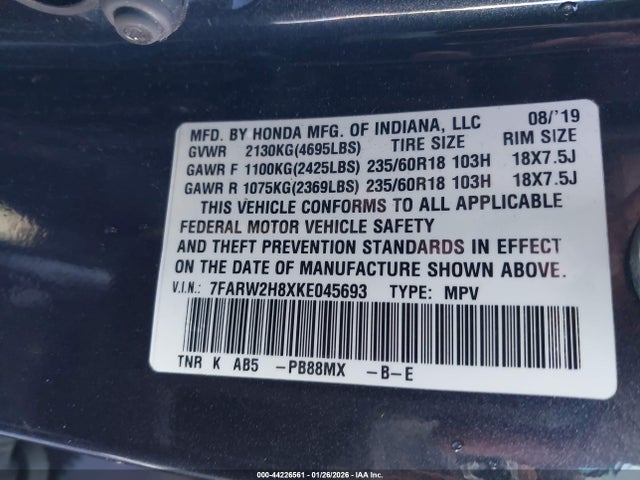 08/'19
MFD. BY HONDA MFG. OF INDIANA, LLC
GVWR 2130KG(4695LBS) TIRE SIZE RIM SIZE
GAWR F 1100KG(2425LBS) 235/60R18 103H 18X7.5J
GAWR R 1075KG(2369LBS) 235/60R18 103H 18X7.5J
THIS VEHICLE CONFORMS TO ALL APPLICABLE
FEDERAL MOTOR VEHICLE SAFETY
AND THEFT PREVENTION STANDARDS IN EFFECT
ON THE DATE OF MANUFACTURE SHOWN ABOVE.
V.I.N.: 7FARW2H8XKE045693 TYPE: MPV
TNR K AB5 -PB88MX -B-E
000-44226561 - 01/26/2026 - IAA Inc.